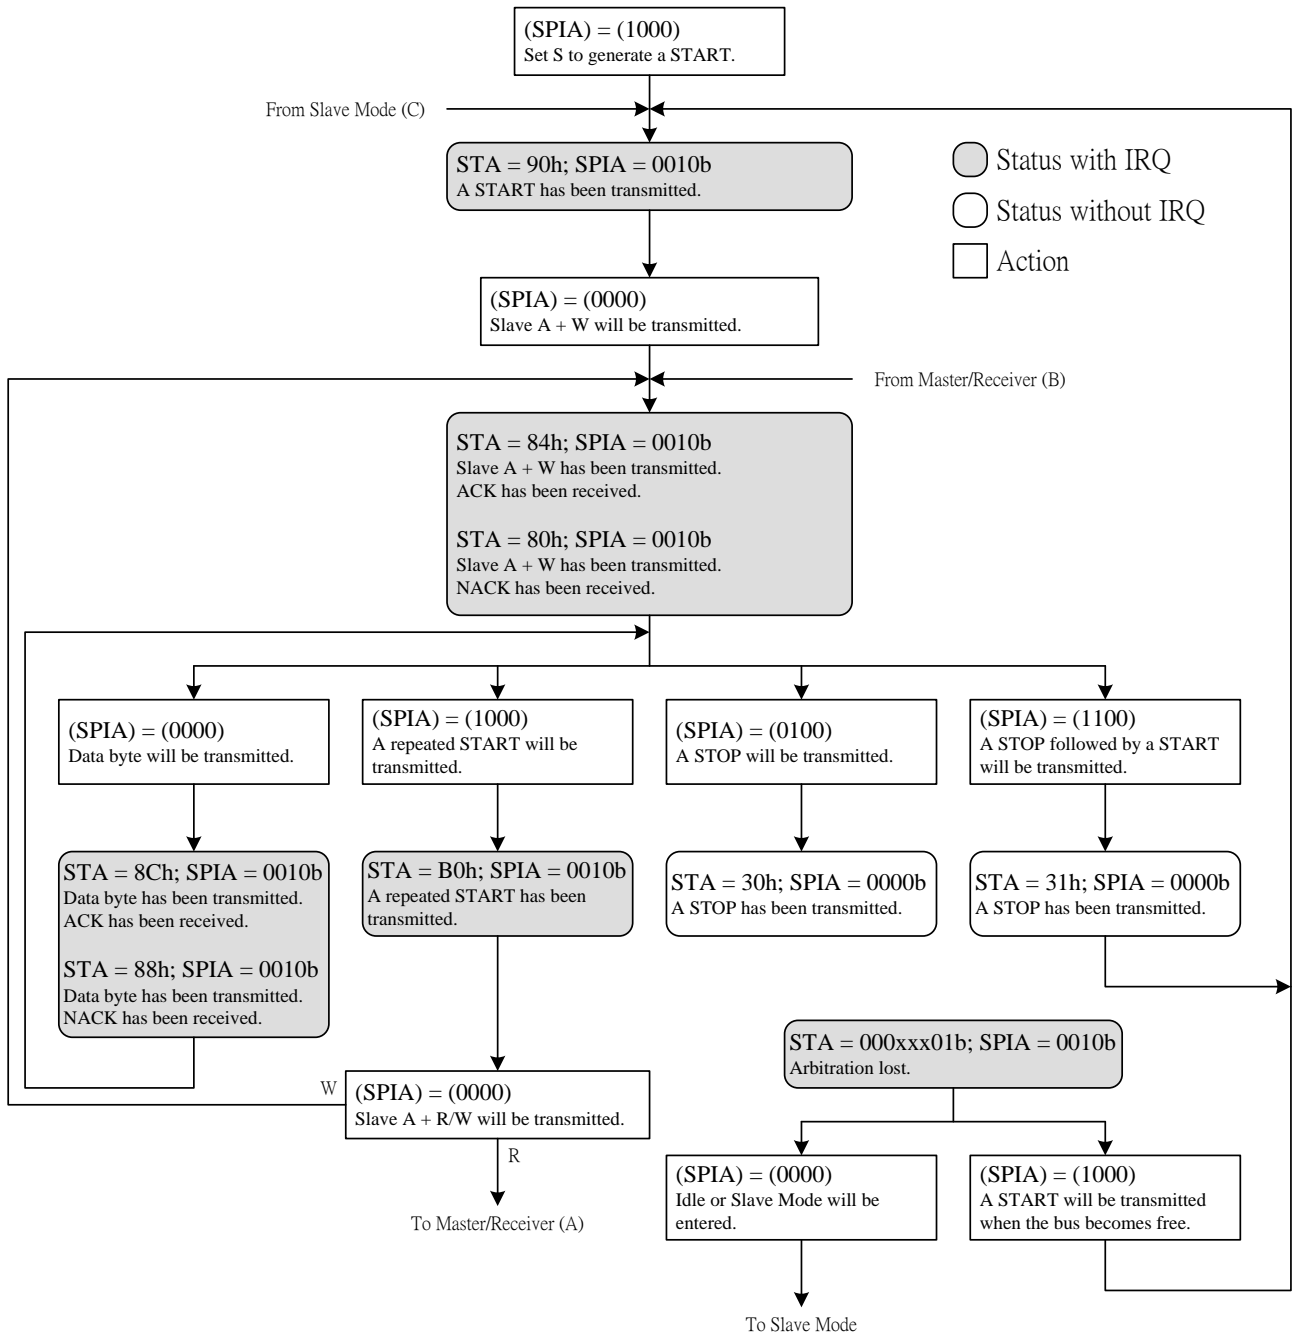 (SPIA) = (1000)
Set S to generate a START.
From Slave Mode (C)
STA = 90h; SPIA = 0010b
A START has been transmitted.
Status with IRQ
Status without IRQ
Action
(SPIA) = (0000)
Slave A + W will be transmitted.
From Master/Receiver (B)
STA = 84h; SPIA = 0010b
Slave A + W has been transmitted.
ACK has been received.
STA = 80h; SPIA = 0010b
Slave A + W has been transmitted.
NACK has been received.
(SPIA) = (0000)
Data byte will be transmitted.
(SPIA) = (1000)
A repeated START will be
transmitted.
(SPIA) = (0100)
A STOP will be transmitted.
(SPIA) = (1100)
A STOP followed by a START
will be transmitted.
STA = 8Ch; SPIA = 0010b
Data byte has been transmitted.
ACK has been received.
STA = 88h; SPIA = 0010b
Data byte has been transmitted.
NACK has been received.
STA = B0h; SPIA = 0010b
A repeated START has been
transmitted.
STA = 30h; SPIA = 0000b
A STOP has been transmitted.
STA = 31h; SPIA = 0000b
A STOP has been transmitted.
STA = 000xxx01b; SPIA = 0010b
Arbitration lost.
W
(SPIA) = (0000)
Slave A + R/W will be transmitted.
R
To Master/Receiver (A)
(SPIA) = (0000)
Idle or Slave Mode will be
entered.
(SPIA) = (1000)
A START will be transmitted
when the bus becomes free.
To Slave Mode